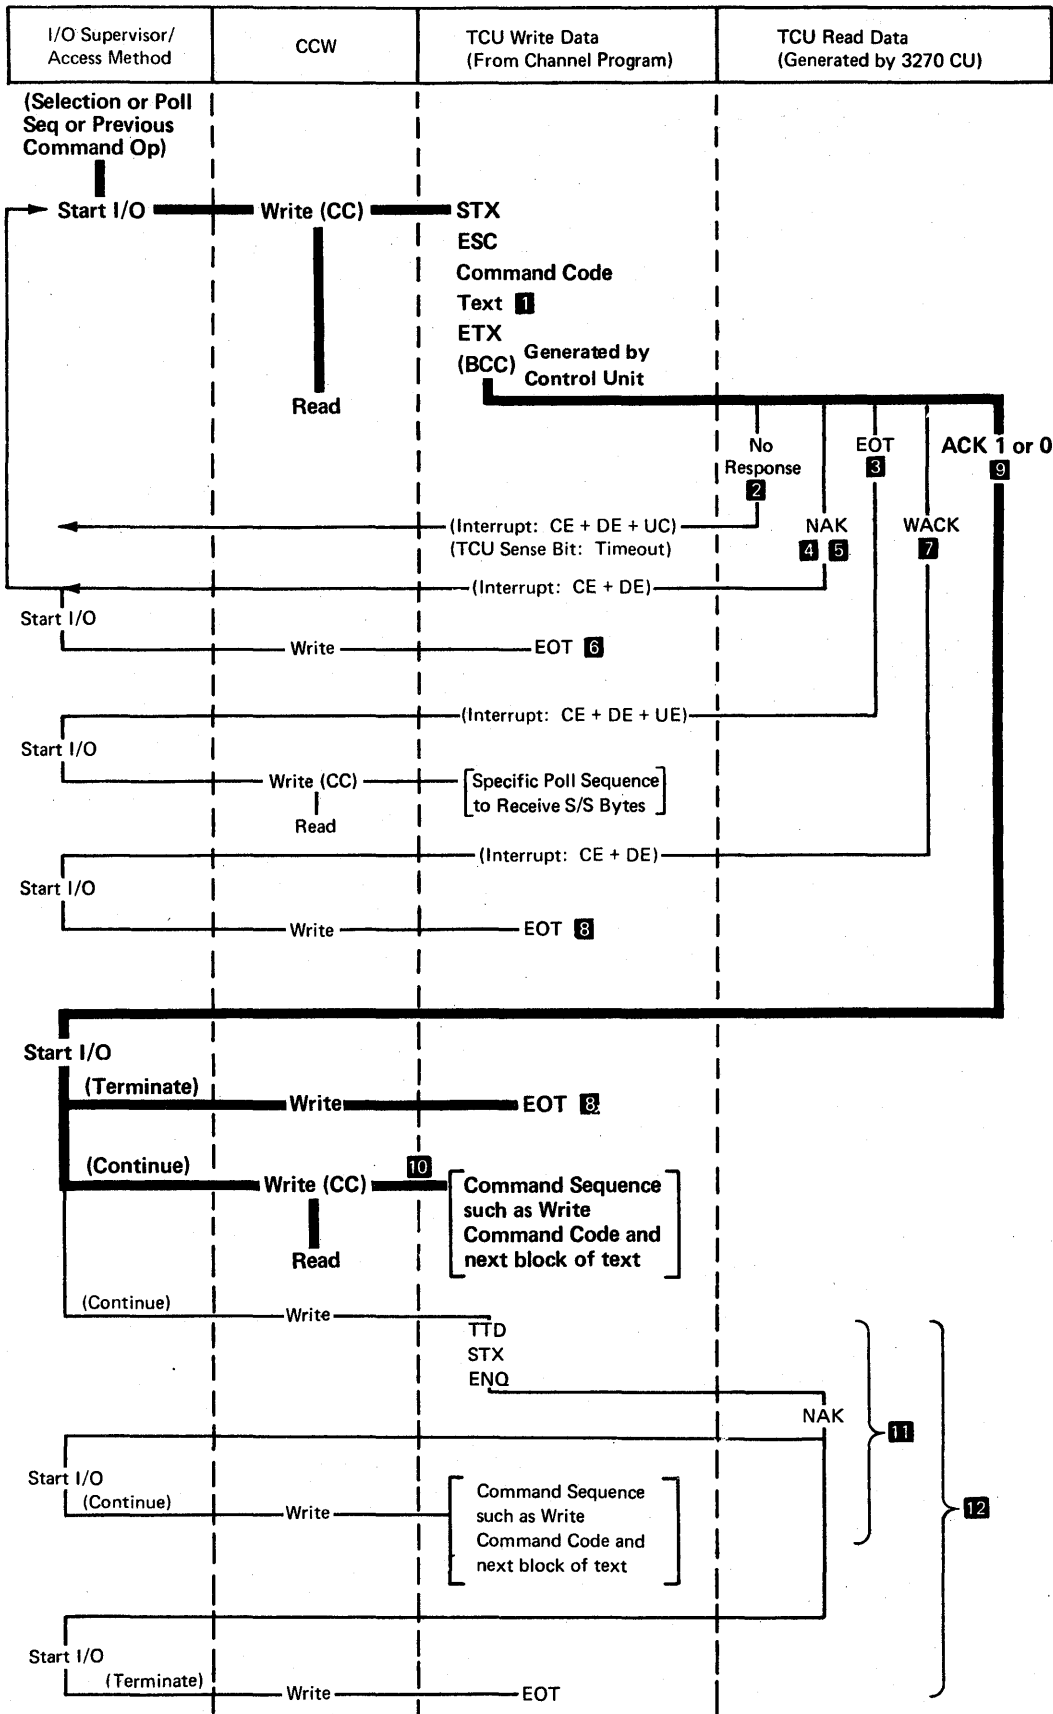 I/O Supervisor/
Access Method
CCW
TCU Write Data
(From Channel Program)
TCU Read Data
(Generated by 3270 CU)
(Selection or Poll
Seq or Previous
Command Op)
Start I/O
Write (CC)
STX
ESC
Command Code
Text 1
ETX
(BCC)
Generated by
Control Unit
Read
No
Response
2
EOT
3
ACK 1 or 0
9
(Interrupt: CE + DE + UC)
(TCU Sense Bit: Timeout)
NAK
4 5
WACK
7
(Interrupt: CE + DE)
Start I/O
Write
EOT 6
(Interrupt: CE + DE + UE)
Start I/O
Write (CC)
Specific Poll Sequence
to Receive S/S Bytes
Read
(Interrupt: CE + DE)
Start I/O
Write
EOT 8
Start I/O
(Terminate)
Write
EOT 8
(Continue)
Write (CC)
10
Command Sequence
such as Write
Command Code and
next block of text
Read
(Continue)
Write
TTD
STX
ENQ
NAK
11
Start I/O
(Continue)
Write
Command Sequence
such as Write
Command Code and
next block of text
12
Start I/O
(Terminate)
Write
EOT